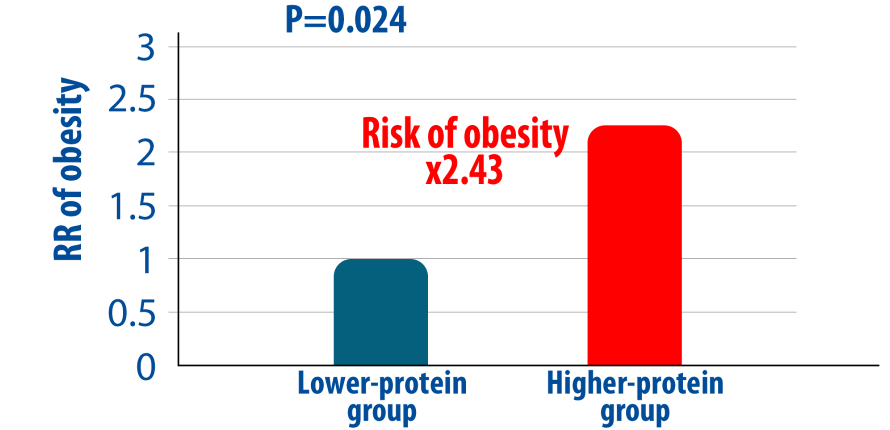 P=0.024
RR of obesity
3
2.5
2
1.5
1
0.5
0
Risk of obesity
x2.43
Lower-protein
group
Higher-protein
group